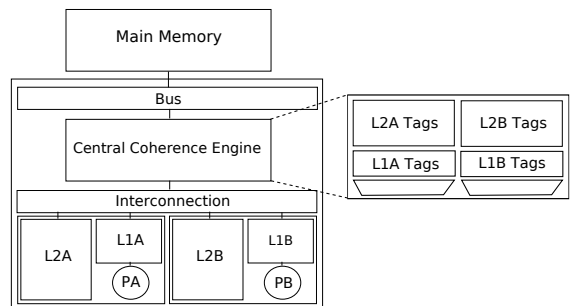 Main Memory
Bus
Central Coherence Engine
L2A Tags
L2B Tags
L1A Tags
L1B Tags
Interconnection
L2A
L1A
PA
L2B
L1B
PB